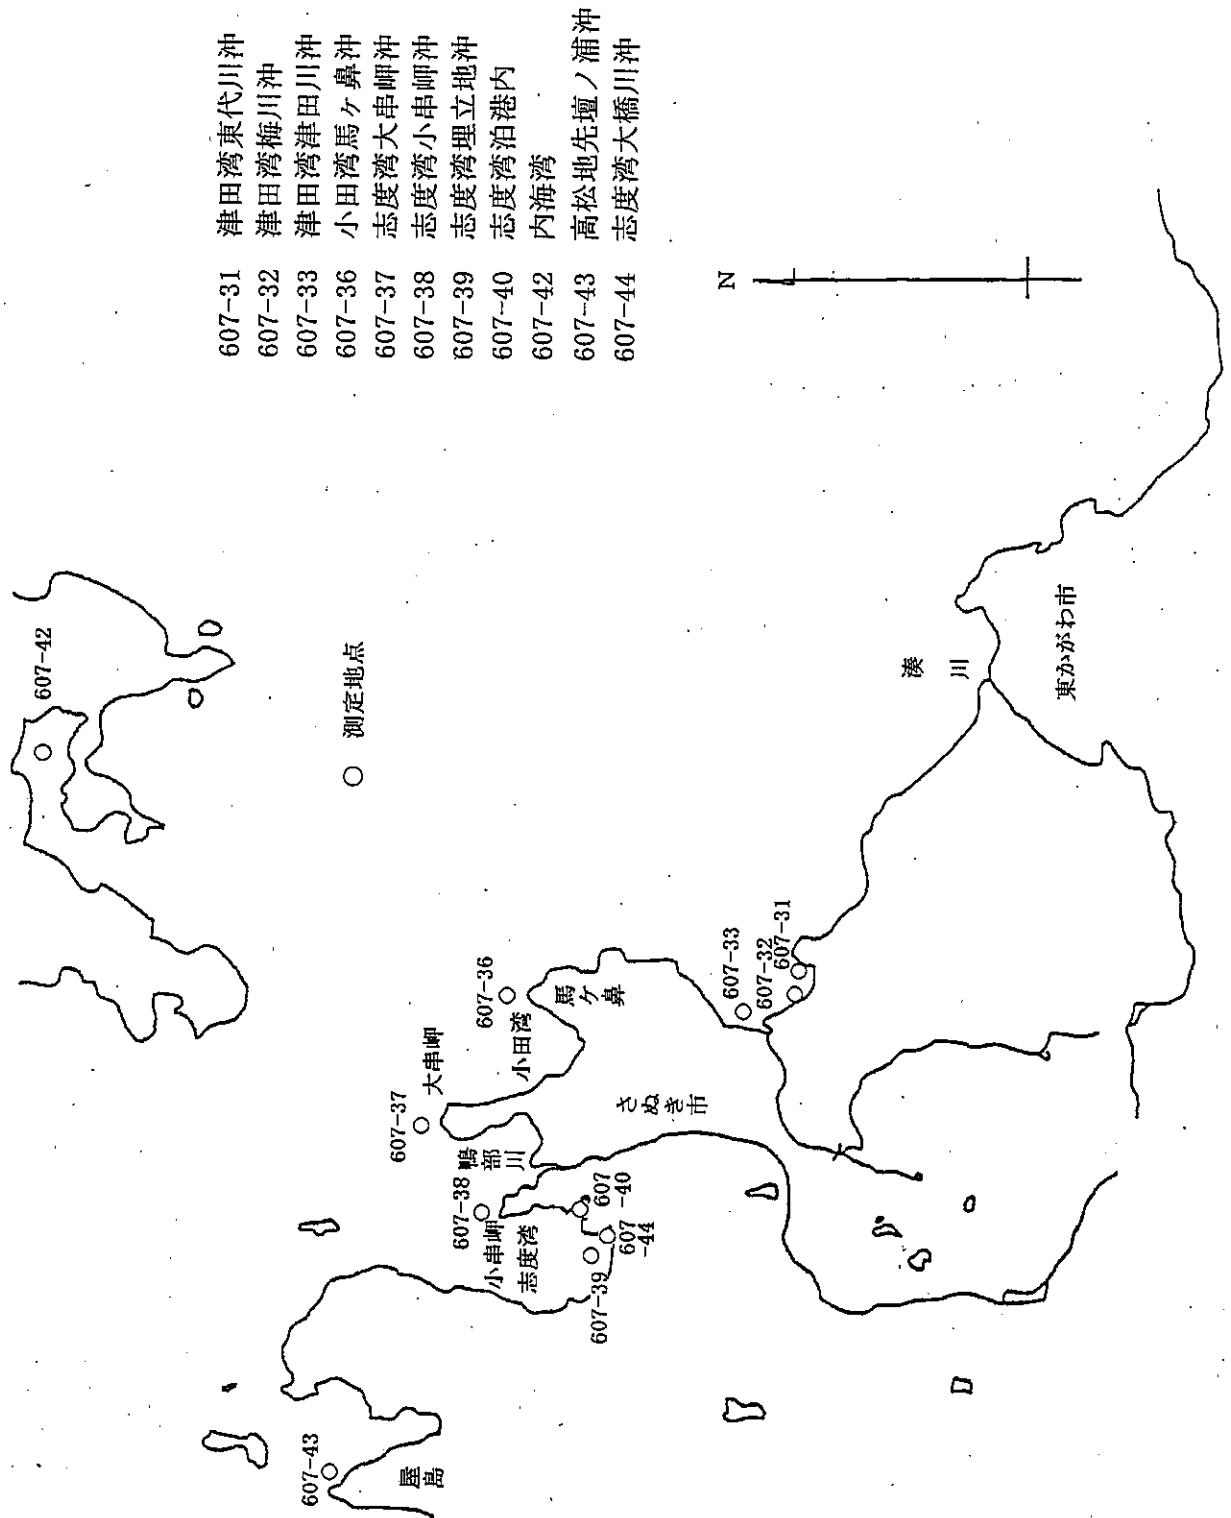 607-31 津田湾東代川沖
607-32 津田湾梅川沖
607-33 津田湾津田川沖
607-36 小田湾馬ヶ鼻沖
607-37 志度湾大串岬沖
607-38 志度湾小串岬沖
607-39 志度湾埋立地沖
607-40 志度湾泊港内
607-42 内海湾
607-43 高松地先壇ノ浦沖
607-44 志度湾大橋川沖
N
607-42
○ 測定地点
607-43
屋島
607-38
小串岬
志度湾
607-37
大串岬
鴨部川
607-36
小田湾
馬ヶ鼻
607-39
607
-44
607
-40
さぬき市
607-33
607-32
607-31
湊川
東かがわ市